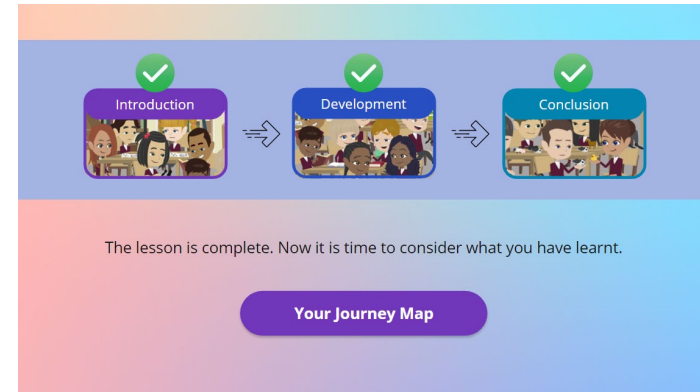 Introduction
Development
Conclusion
The lesson is complete. Now it is time to consider what you have learnt.
Your Journey Map